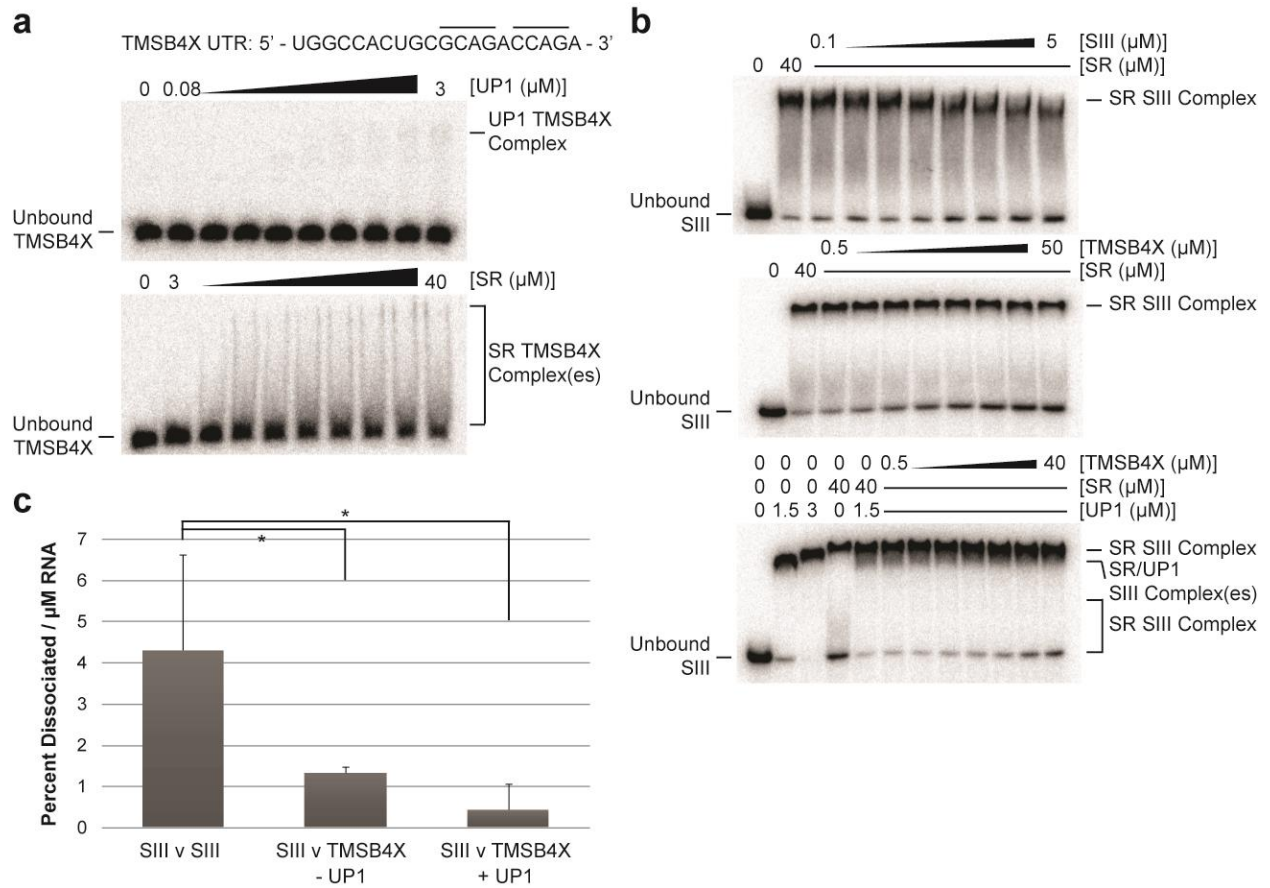 a
TMSB4X UTR: 5' - UGGCCACUGCGCAGACCAGA - 3'
0 0.08 3 [UP1 (µM)]
UP1 TMSB4X
Complex
Unbound
TMSB4X
0 3 40 [SR (µM)]
SR TMSB4X
Complex(es)
Unbound
TMSB4X
b
0.1 5 [SIII (µM)]
0 40 [SR (µM)]
SR SIII Complex
Unbound
SIII
0.5 50 [TMSB4X (µM)]
0 40 [SR (µM)]
SR SIII Complex
Unbound
SIII
0 0 0 0 0 0.5 40 [TMSB4X (µM)]
0 0 0 40 40 [SR (µM)]
0 1.5 3 0 1.5 [UP1 (µM)]
SR SIII Complex
SR/UP1
SIII Complex(es)
SR SIII Complex
Unbound
SIII
c
Percent Dissociated / µM RNA
7
6
5
4
3
2
1
0
*
*
SIII v SIII
SIII v TMSB4X
- UP1
SIII v TMSB4X
+ UP1